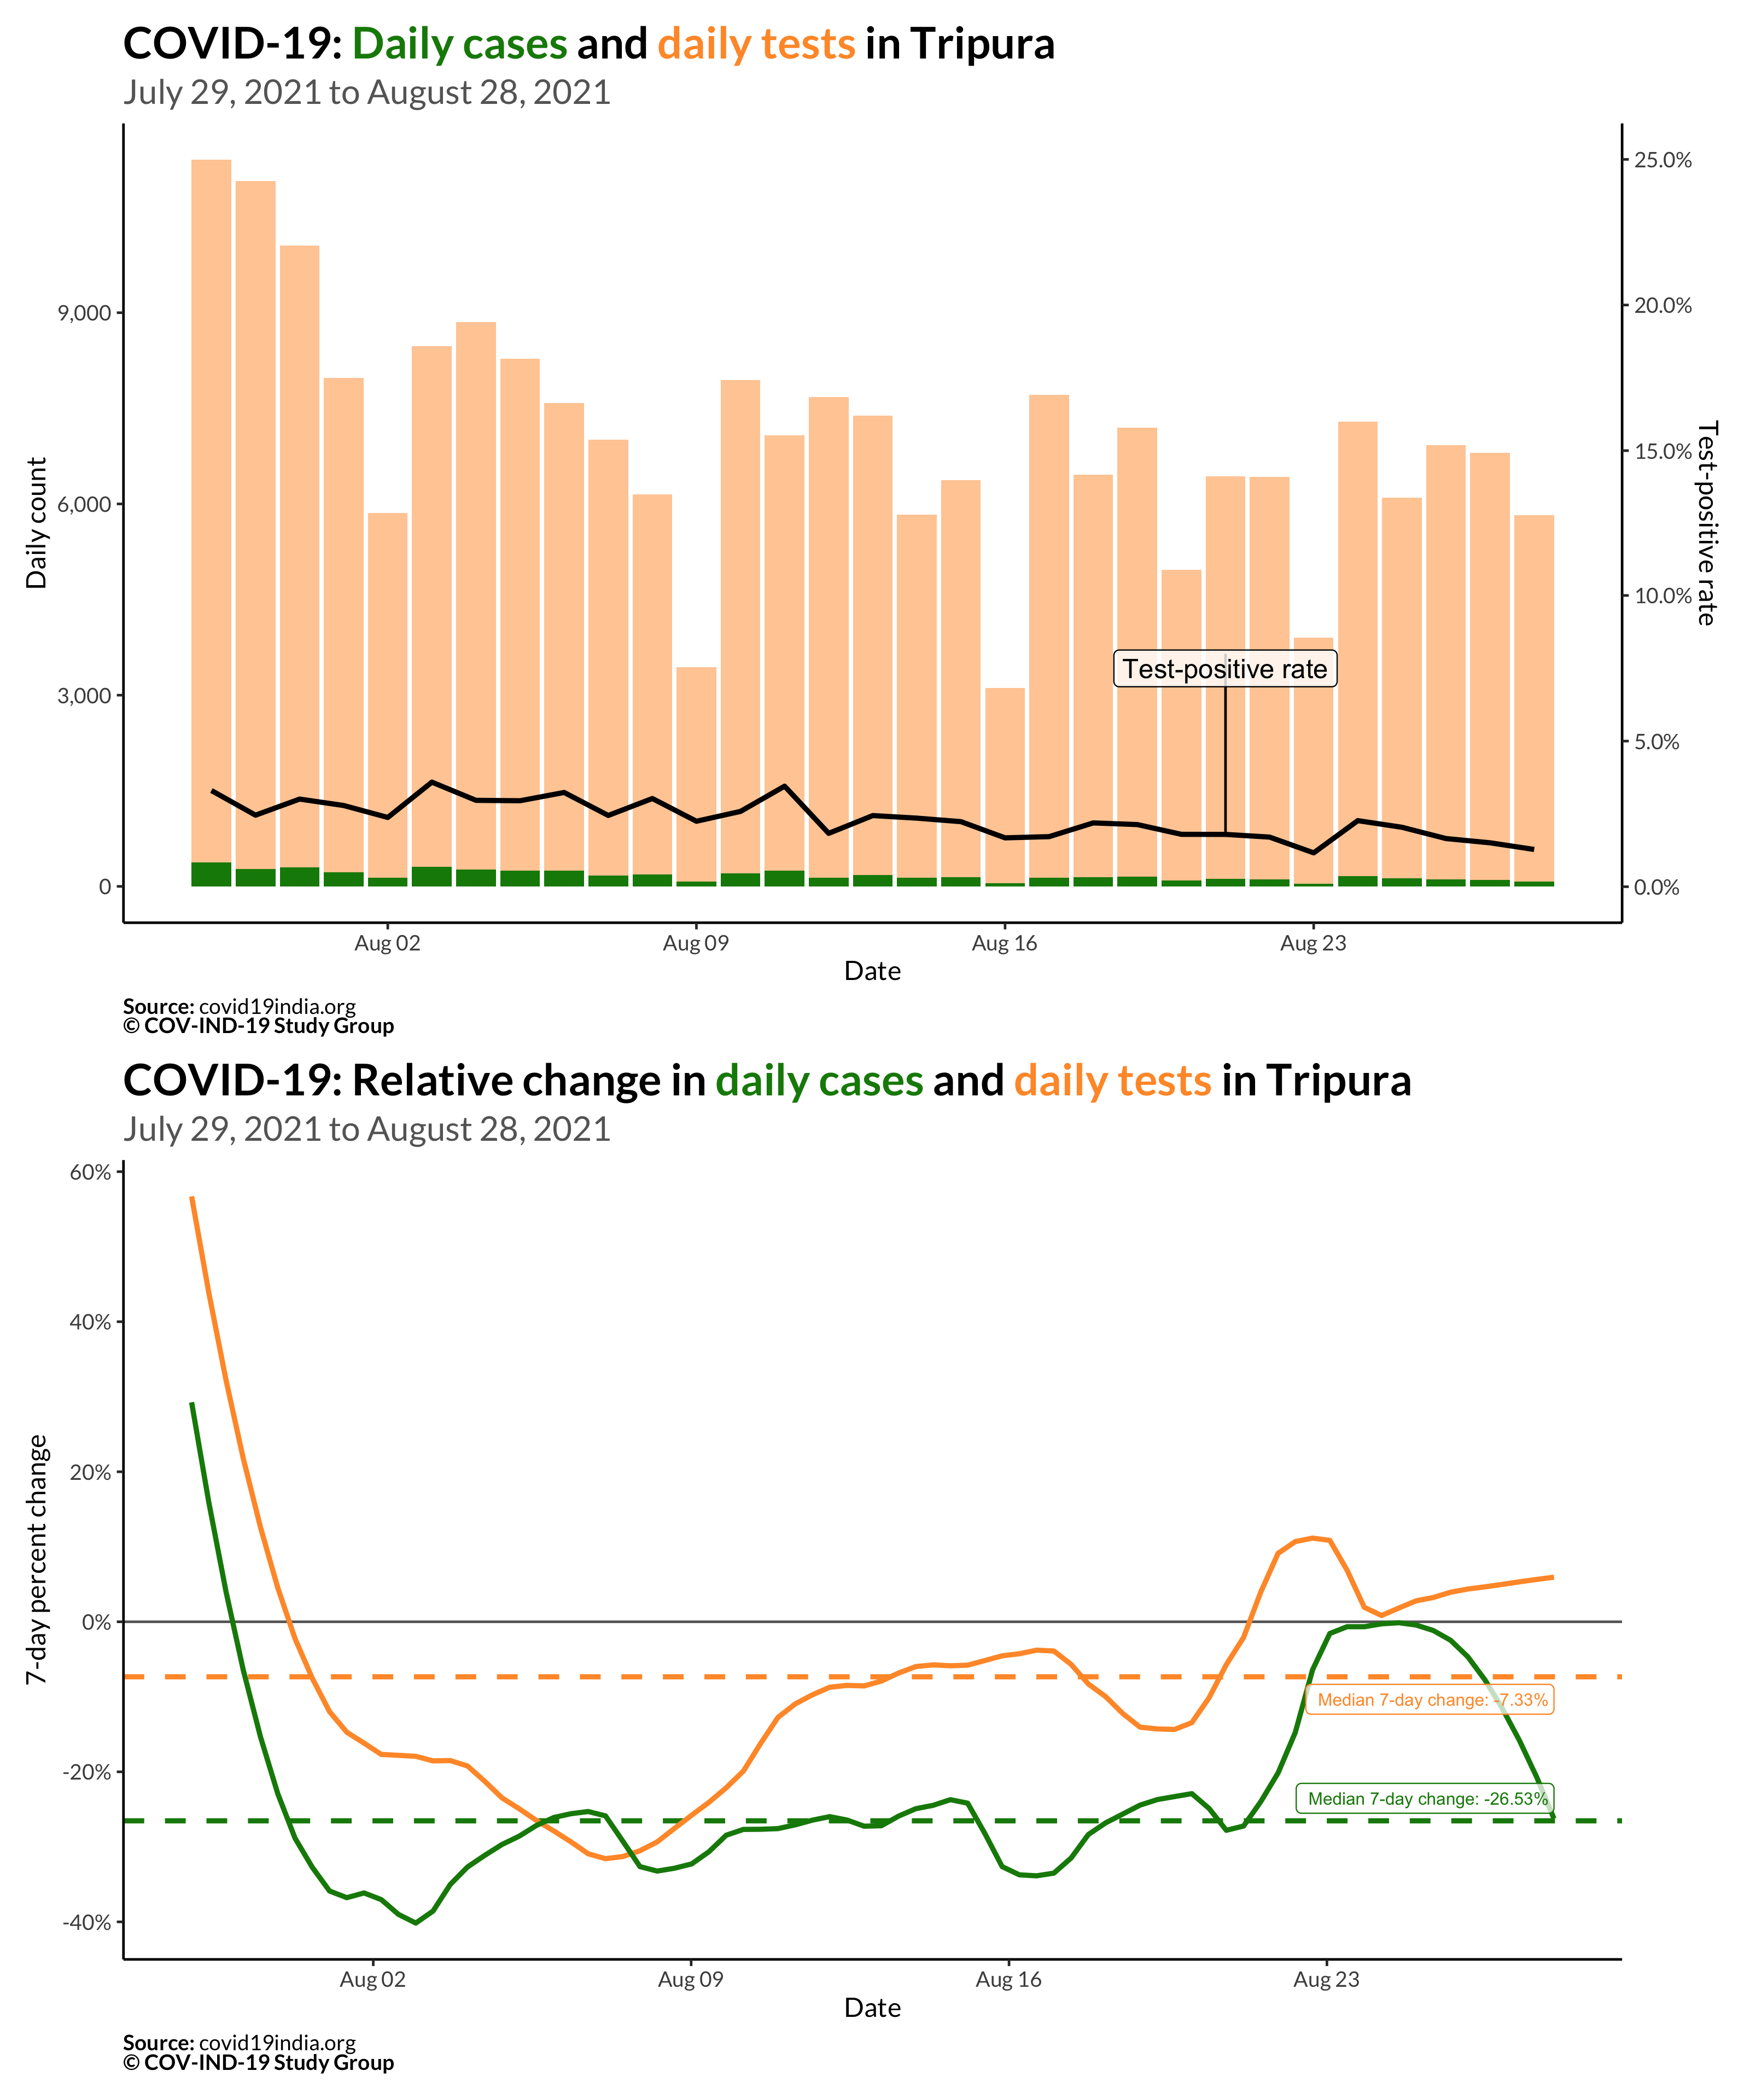 COVID-19: Daily cases and daily tests in Tripura
July 29, 2021 to August 28, 2021
25.0%
20.0%
15.0%
10.0%
5.0%
0.0%
Test-positive rate
9,000
6,000
3,000
0
Daily count
Test-positive rate
Aug 02
Aug 09
Aug 16
Aug 23
Date
Source: covid19india.org
© COV-IND-19 Study Group
COVID-19: Relative change in daily cases and daily tests in Tripura
July 29, 2021 to August 28, 2021
60%
40%
20%
0%
-20%
-40%
7-day percent change
Median 7-day change: -7.33%
Median 7-day change: -26.53%
Aug 02
Aug 09
Aug 16
Aug 23
Date
Source: covid19india.org
© COV-IND-19 Study Group